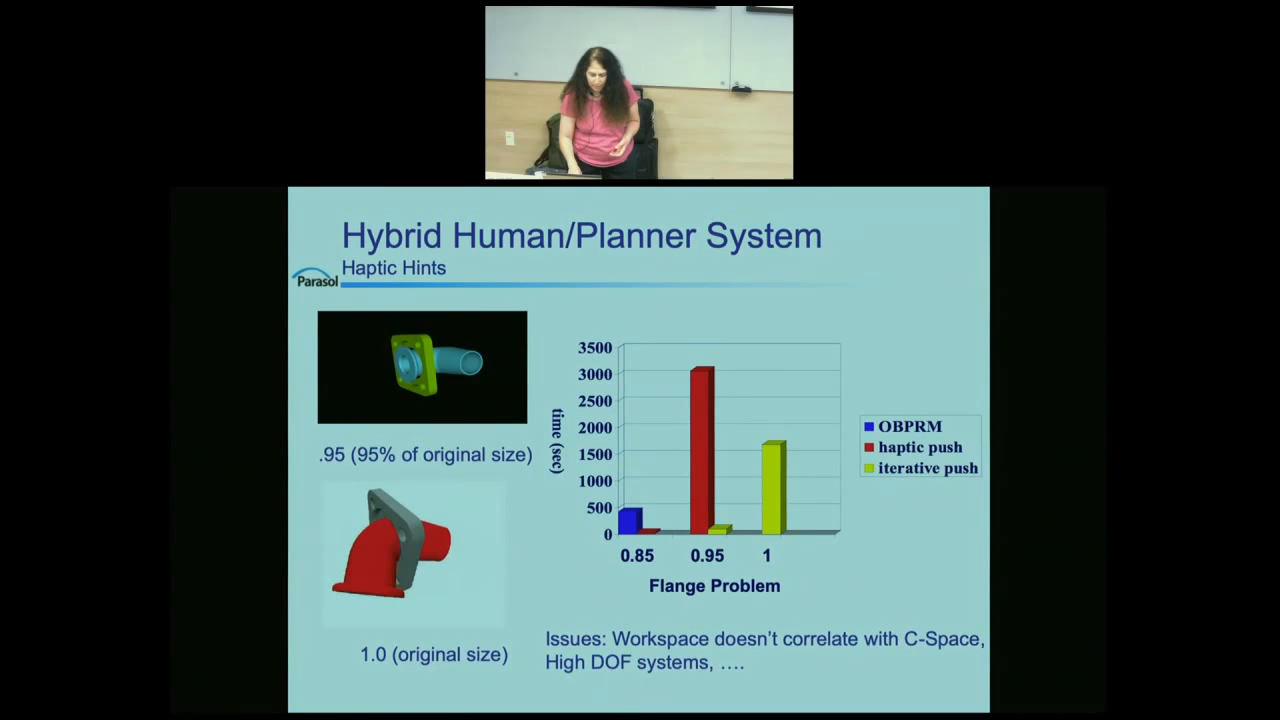 Hybrid Human/Planner System
Haptic Hints
Parasol
.95 (95% of original size)
1.0 (original size)
3500
3000
2500
2000
1500
1000
500
0
time (sec)
0.85 0.95 1
Flange Problem
OBPRM
haptic push
iterative push
Issues: Workspace doesn't correlate with C-Space,
High DOF systems, ....